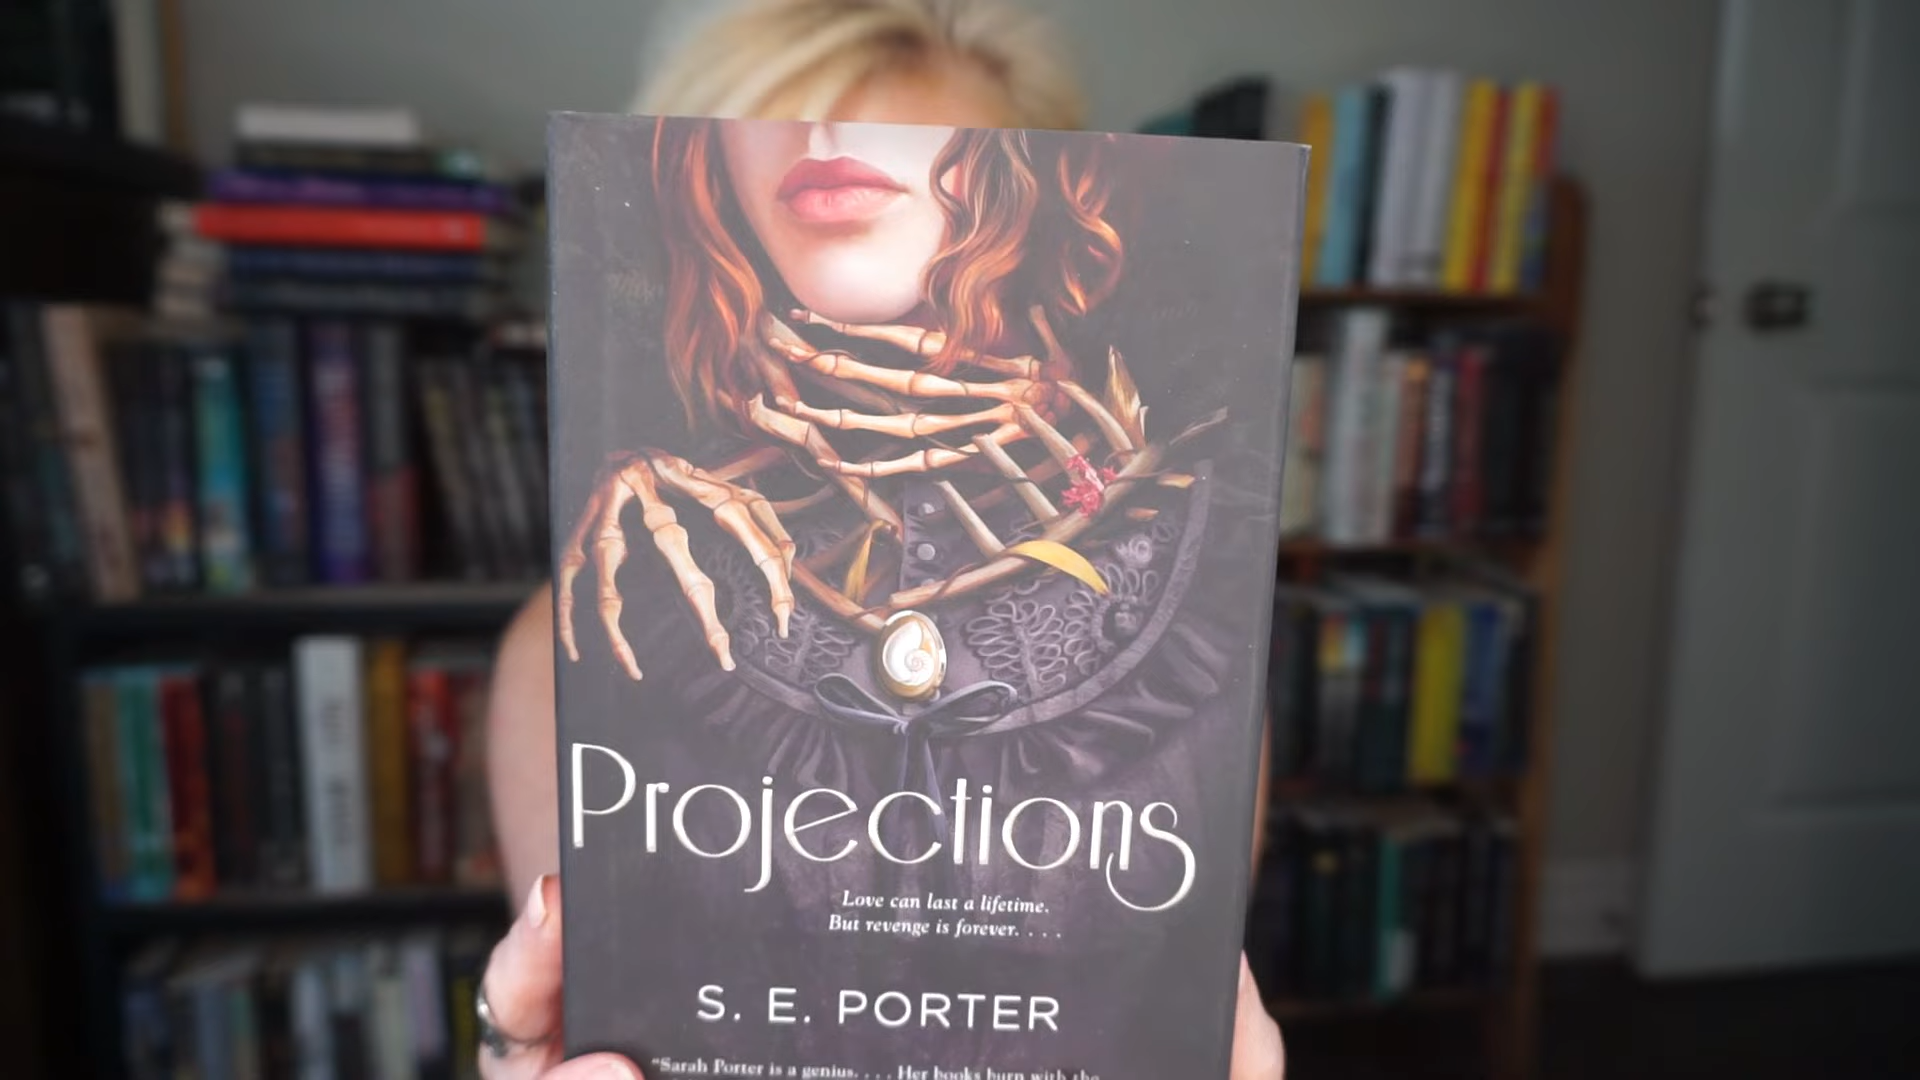 Projections
Love can last a lifetime.
But revenge is forever. . . .
S. E. PORTER
"Sarah Porter is a genius. . . . Her books burn with the